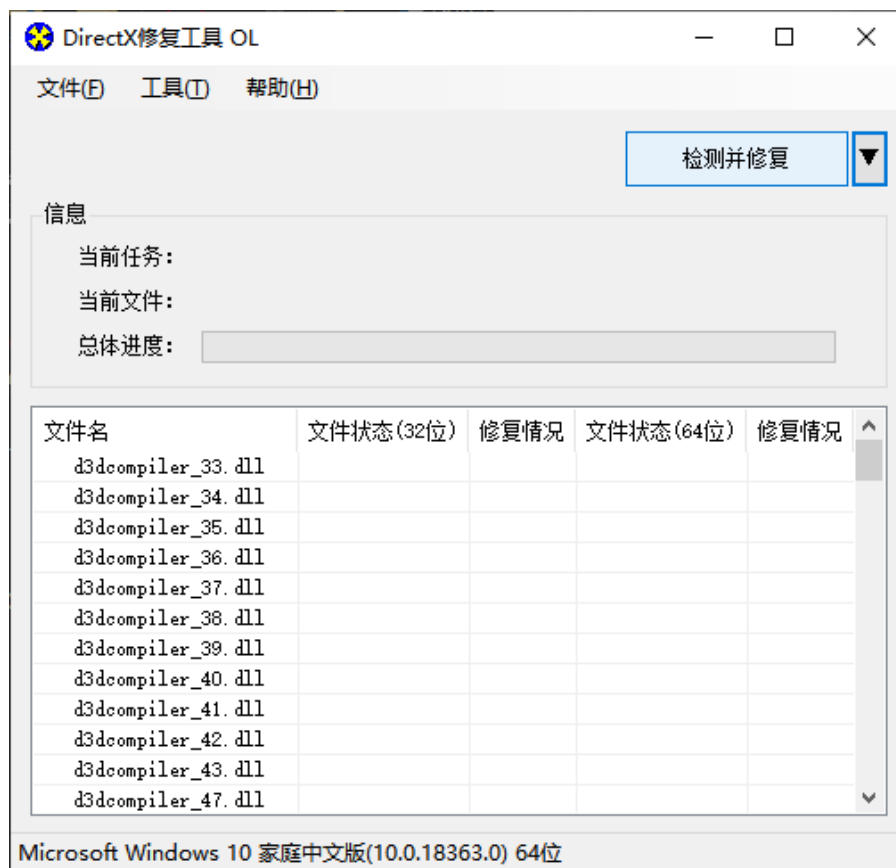 DirectX修复工具 OL
文件(F) 工具(T) 帮助(H)
检测并修复
信息
当前任务:
当前文件:
总体进度:
文件名 文件状态(32位) 修复情况 文件状态(64位) 修复情况
d3dcompiler_33.dll
d3dcompiler_34.dll
d3dcompiler_35.dll
d3dcompiler_36.dll
d3dcompiler_37.dll
d3dcompiler_38.dll
d3dcompiler_39.dll
d3dcompiler_40.dll
d3dcompiler_41.dll
d3dcompiler_42.dll
d3dcompiler_43.dll
d3dcompiler_47.dll
Microsoft Windows 10 家庭中文版(10.0.18363.0) 64位